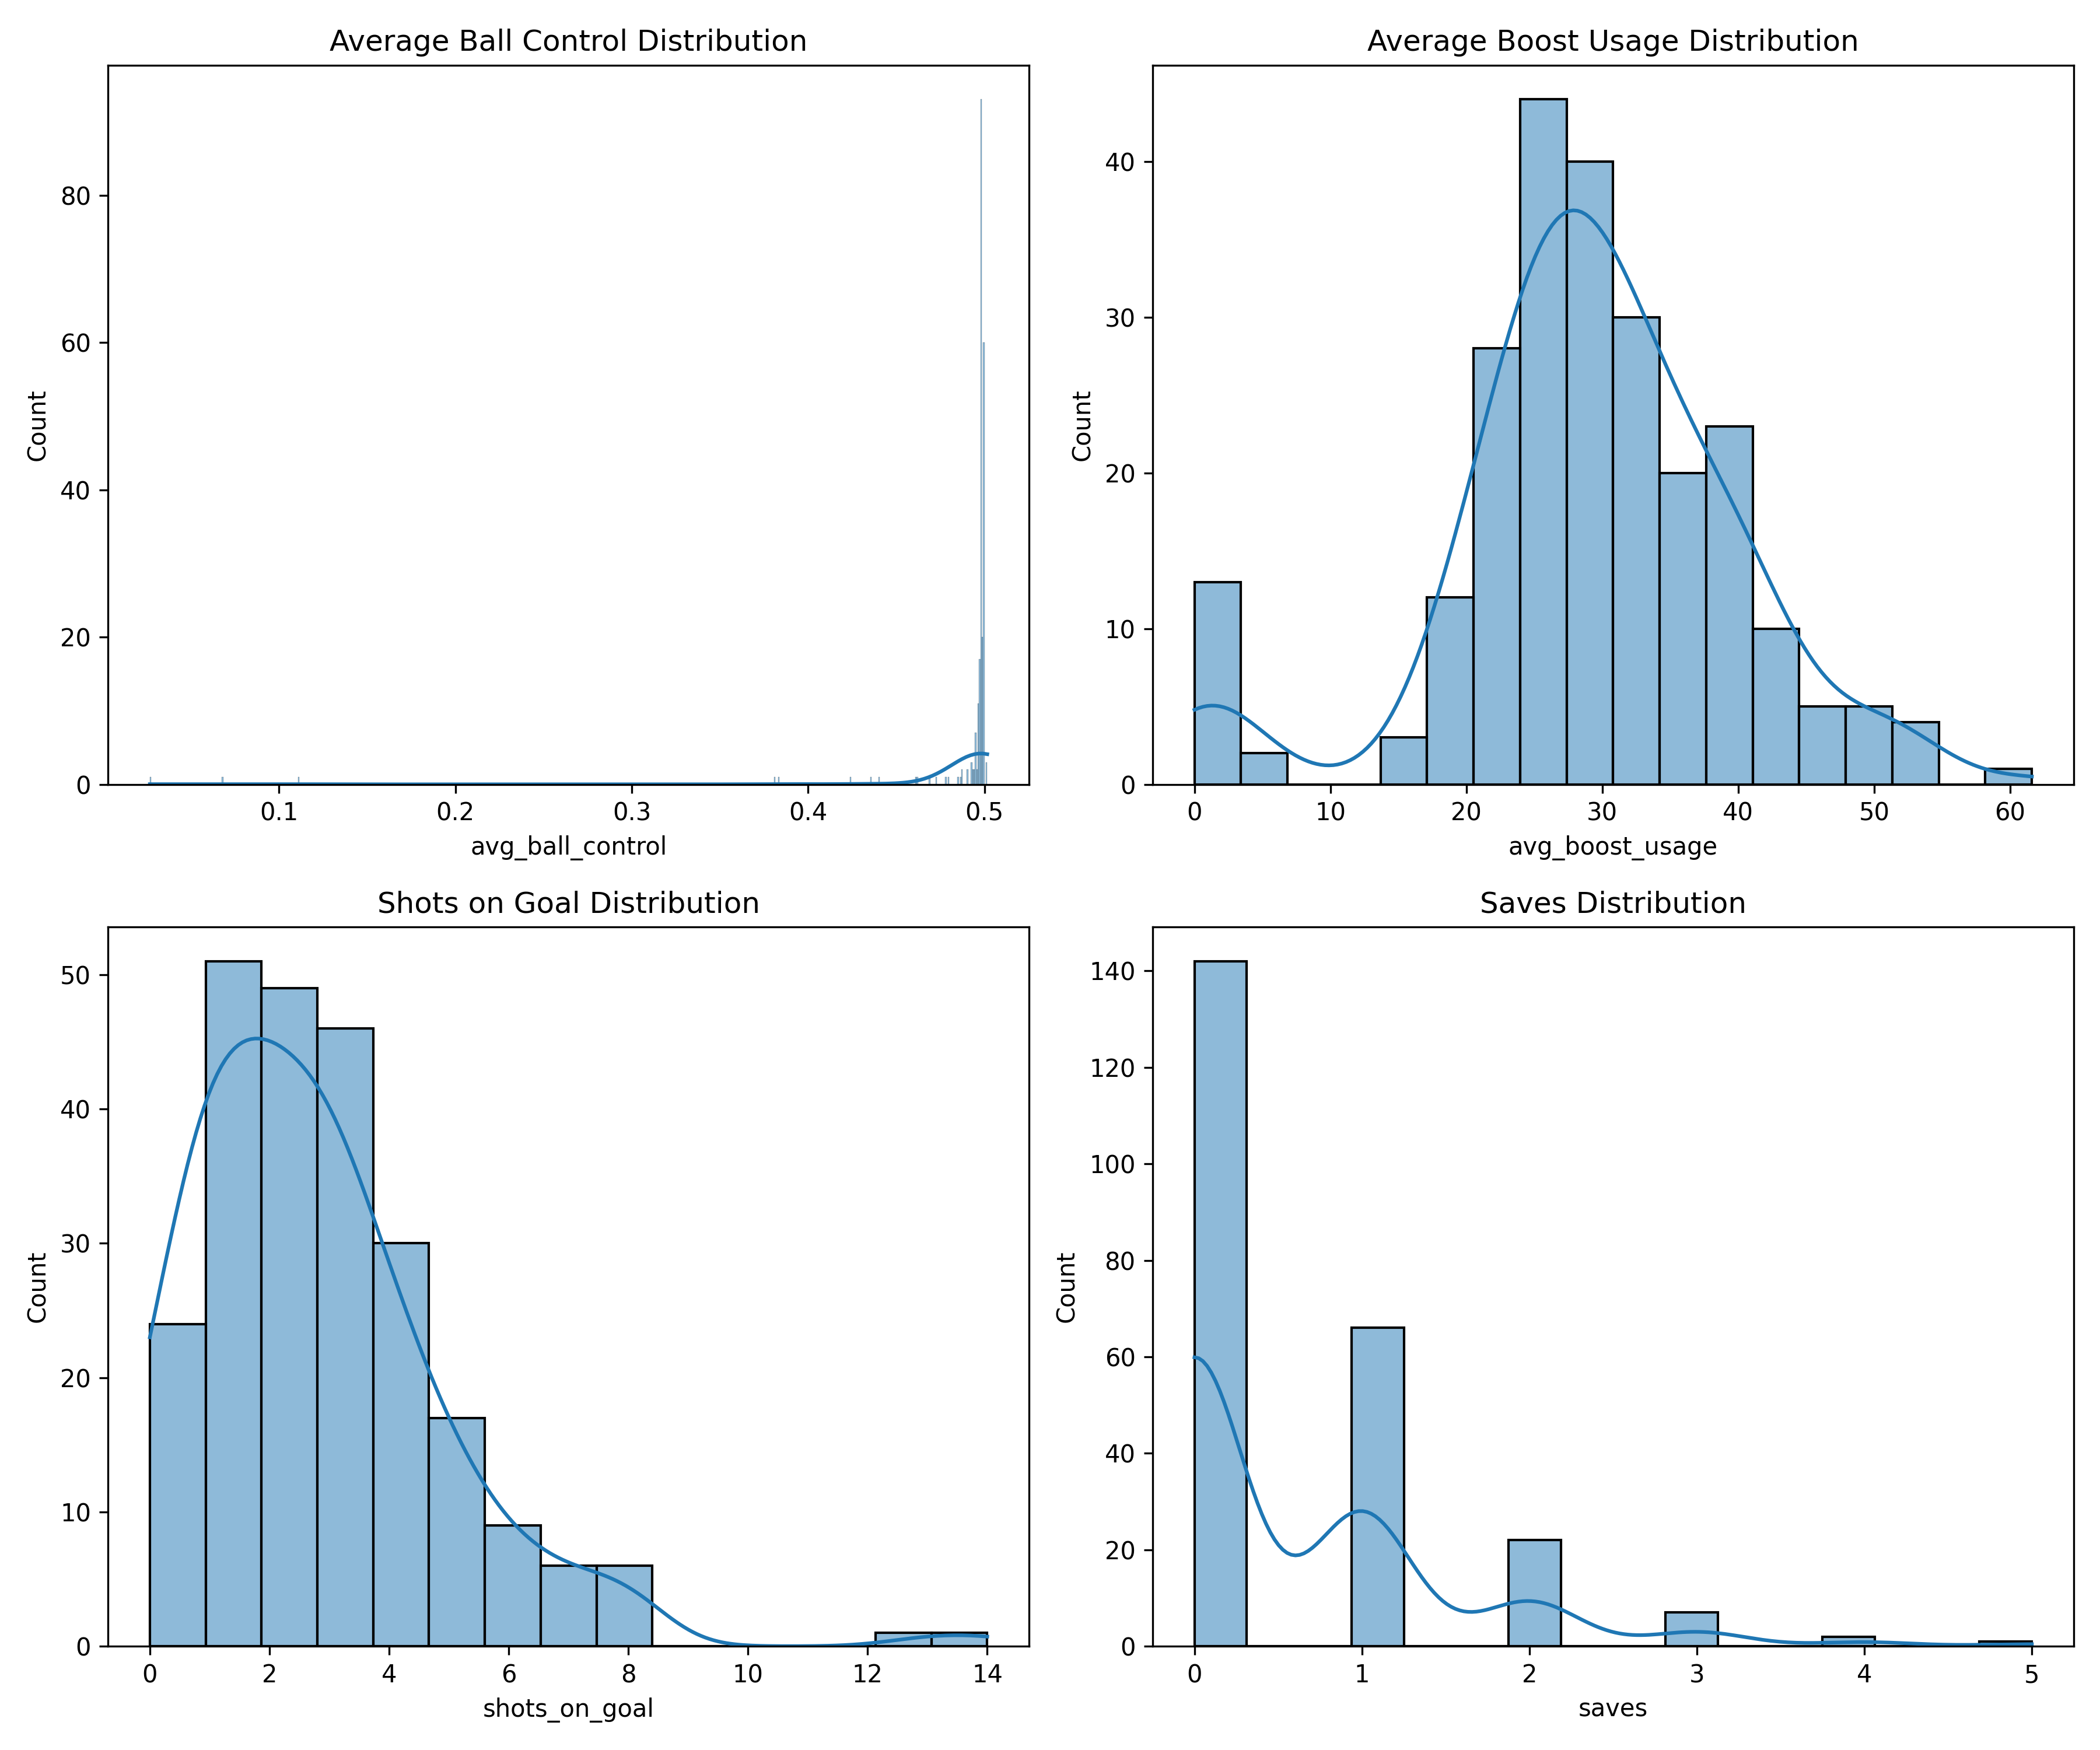 Average Ball Control Distribution
Count
0
20
40
60
80
0.1 0.2 0.3 0.4 0.5
avg_ball_control
Average Boost Usage Distribution
Count
0
10
20
30
40
0 10 20 30 40 50 60
avg_boost_usage
Shots on Goal Distribution
Count
0
10
20
30
40
50
0 2 4 6 8 10 12 14
shots_on_goal
Saves Distribution
Count
0
20
40
60
80
100
120
140
0 1 2 3 4 5
saves